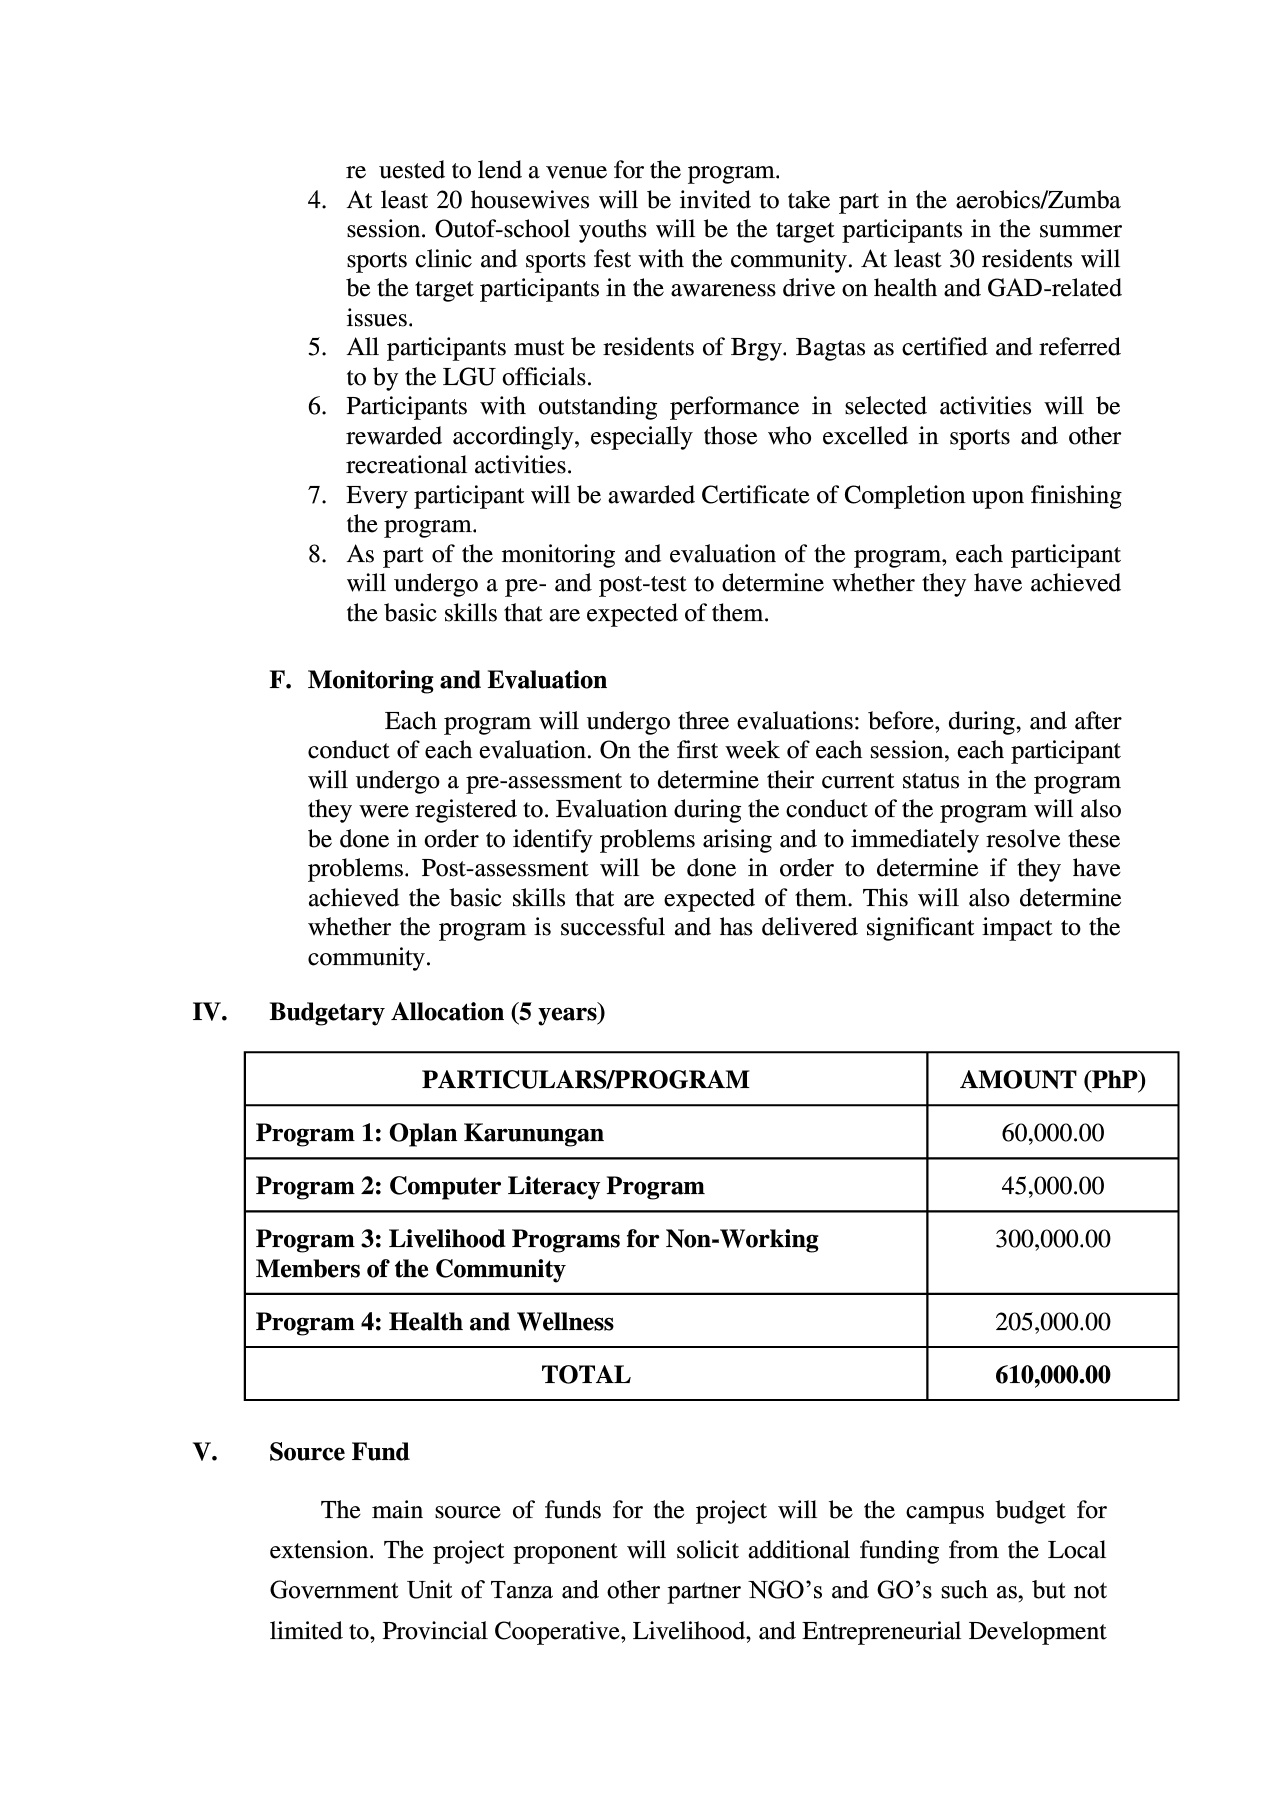 re uested to lend a venue for the program.
4. At least 20 housewives will be invited to take part in the aerobics/Zumba
session. Outof-school youths will be the target participants in the summer
sports clinic and sports fest with the community. At least 30 residents will
be the target participants in the awareness drive on health and GAD-related
issues.
5. All participants must be residents of Brgy. Bagtas as certified and referred
to by the LGU officials.
6. Participants with outstanding performance in selected activities will be
rewarded accordingly, especially those who excelled in sports and other
recreational activities.
7. Every participant will be awarded Certificate of Completion upon finishing
the program.
8. As part of the monitoring and evaluation of the program, each participant
will undergo a pre- and post-test to determine whether they have achieved
the basic skills that are expected of them.
F. Monitoring and Evaluation
Each program will undergo three evaluations: before, during, and after
conduct of each evaluation. On the first week of each session, each participant
will undergo a pre-assessment to determine their current status in the program
they were registered to. Evaluation during the conduct of the program will also
be done in order to identify problems arising and to immediately resolve these
problems. Post-assessment will be done in order to determine if they have
achieved the basic skills that are expected of them. This will also determine
whether the program is successful and has delivered significant impact to the
community.
IV. Budgetary Allocation (5 years)
PARTICULARS/PROGRAM AMOUNT (PhP)
Program 1: Oplan Karunungan 60,000.00
Program 2: Computer Literacy Program 45,000.00
Program 3: Livelihood Programs for Non-Working 300,000.00
Members of the Community
Program 4: Health and Wellness 205,000.00
TOTAL 610,000.00
V. Source Fund
The main source of funds for the project will be the campus budget for
extension. The project proponent will solicit additional funding from the Local
Government Unit of Tanza and other partner NGO’s and GO’s such as, but not
limited to, Provincial Cooperative, Livelihood, and Entrepreneurial Development